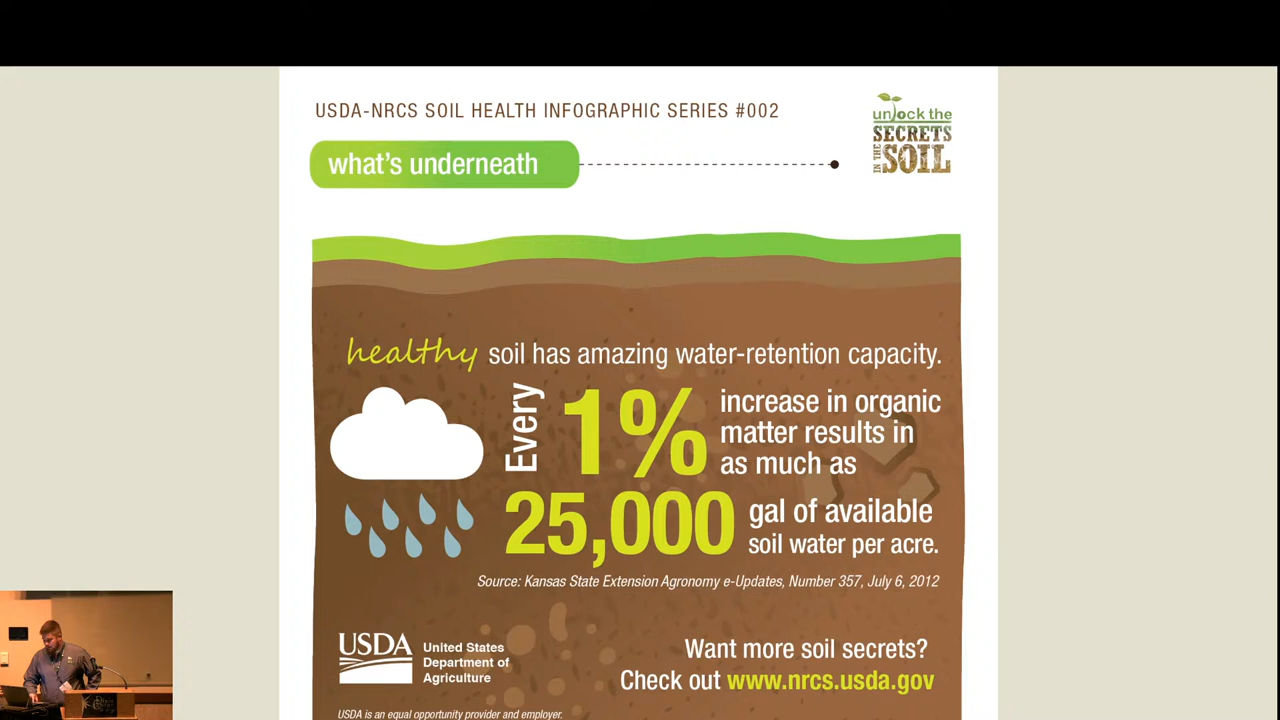 USDA-NRCS SOIL HEALTH INFOGRAPHIC SERIES #002
unlock the
SECRETS
IN THE
SOIL
what's underneath
healthy soil has amazing water-retention capacity.
Every 1% increase in organic
matter results in
as much as
25,000 gal of available
soil water per acre.
Source: Kansas State Extension Agronomy e-Updates, Number 357, July 6, 2012
USDA
United States
Department of
Agriculture
Want more soil secrets?
Check out www.nrcs.usda.gov
USDA is an equal opportunity provider and employer.